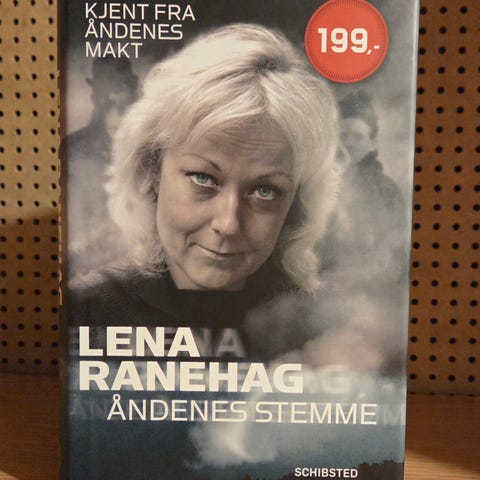 KJENT FRA
ÅNDENES
MAKT
199,-
LENA
RANEHAG
ÅNDENES STEMME
SCHIBSTED